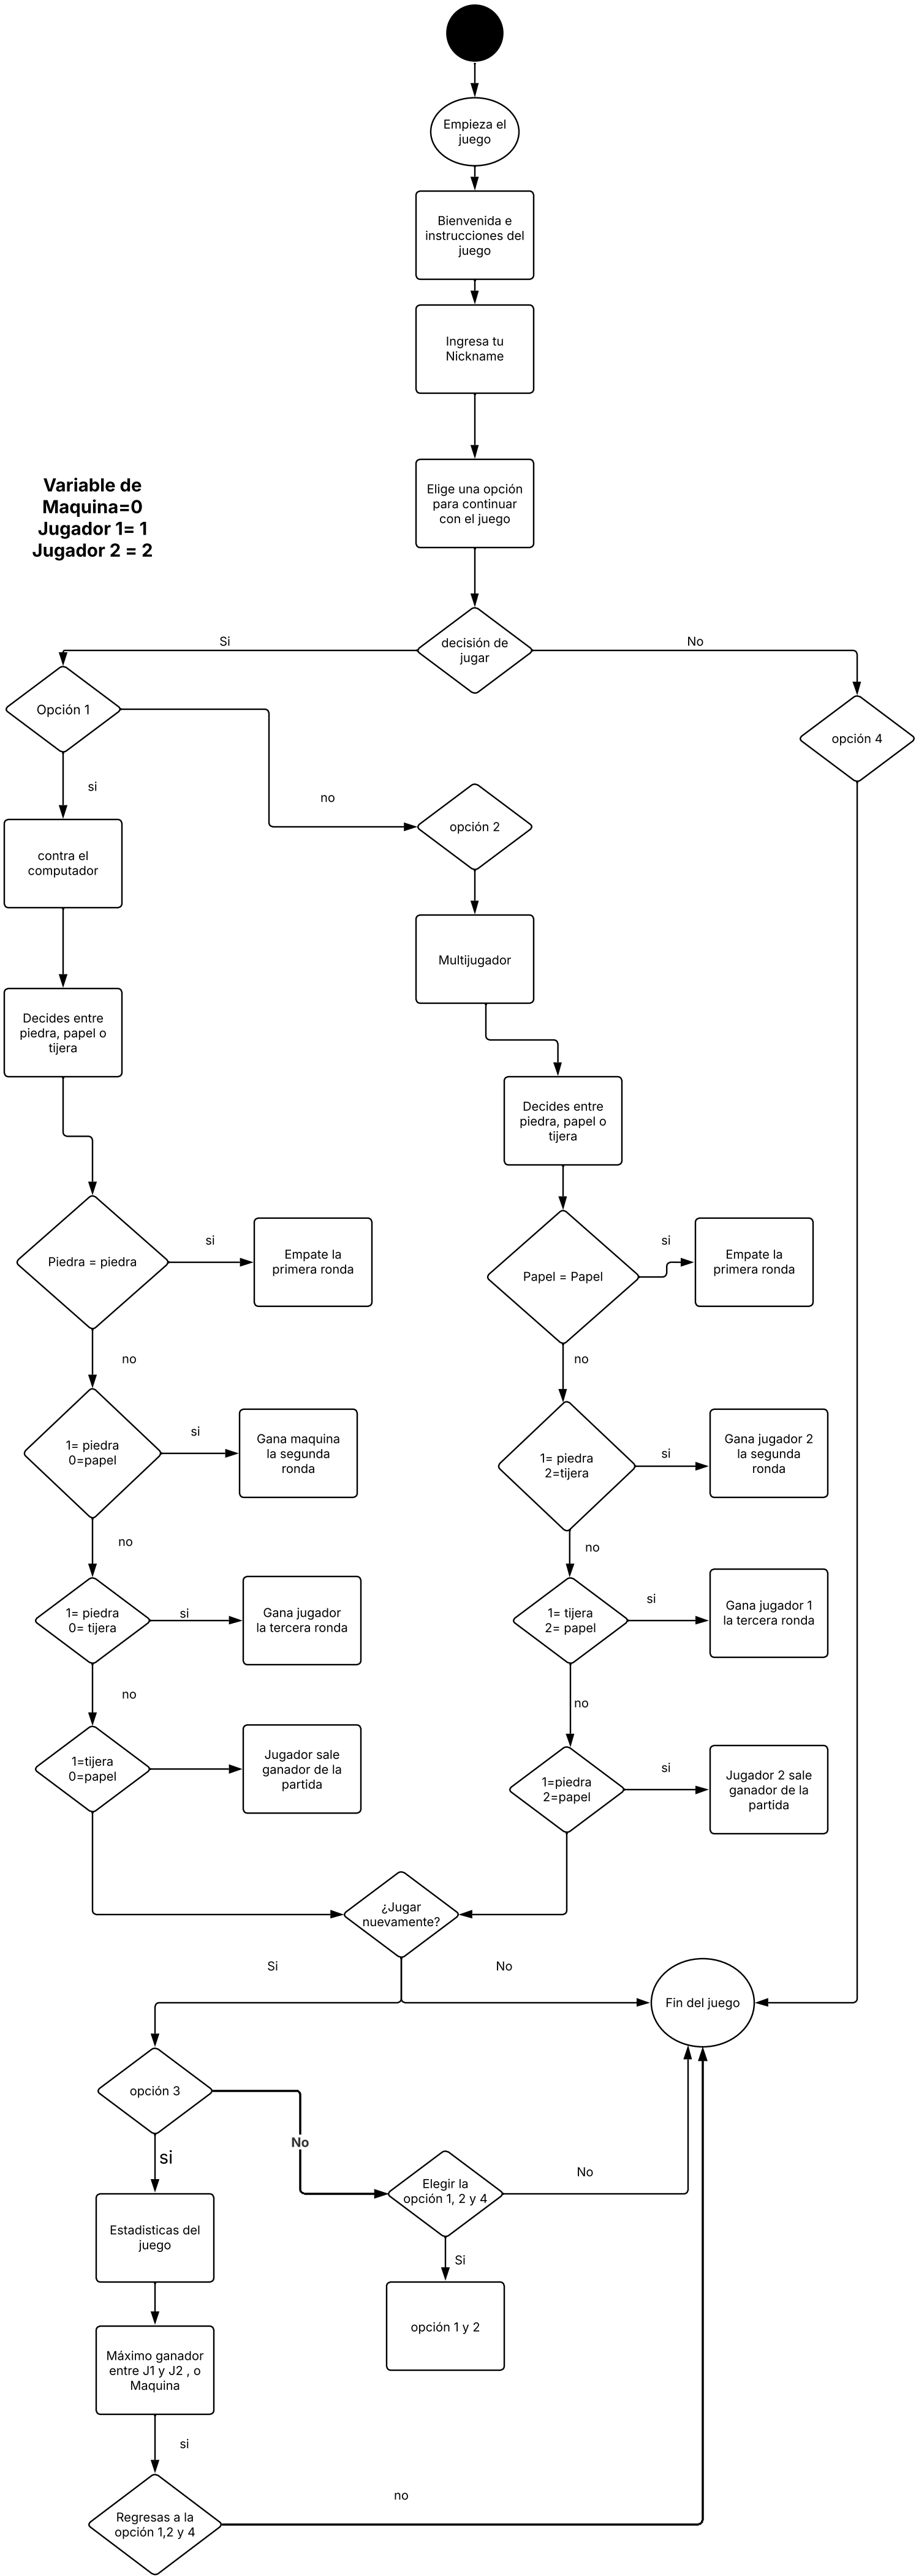 Empieza el
juego
Bienvenida e
instrucciones del
juego
Ingresa tu
Nickname
Elige una opción
para continuar
con el juego
Variable de
Maquina=0
Jugador 1= 1
Jugador 2 = 2
decisión de
jugar
Si
No
Opción 1
opción 4
si
no
opción 2
contra el
computador
Multijugador
Decides entre
piedra, papel o
tijera
Decides entre
piedra, papel o
tijera
Piedra = piedra
si
Empate la
primera ronda
Papel = Papel
si
Empate la
primera ronda
no
no
1= piedra
0=papel
si
Gana maquina
la segunda
ronda
1= piedra
2=tijera
si
Gana jugador 2
la segunda
ronda
no
no
1= piedra
0= tijera
si
Gana jugador
la tercera ronda
1= tijera
2= papel
si
Gana jugador 1
la tercera ronda
no
no
1=tijera
0=papel
Jugador sale
ganador de la
partida
1=piedra
2=papel
si
Jugador 2 sale
ganador de la
partida
¿Jugar
nuevamente?
Si
No
Fin del juego
opción 3
No
si
Elegir la
opción 1, 2 y 4
No
Si
Estadisticas del
juego
opción 1 y 2
Máximo ganador
entre J1 y J2 , o
Maquina
si
no
Regresas a la
opción 1,2 y 4